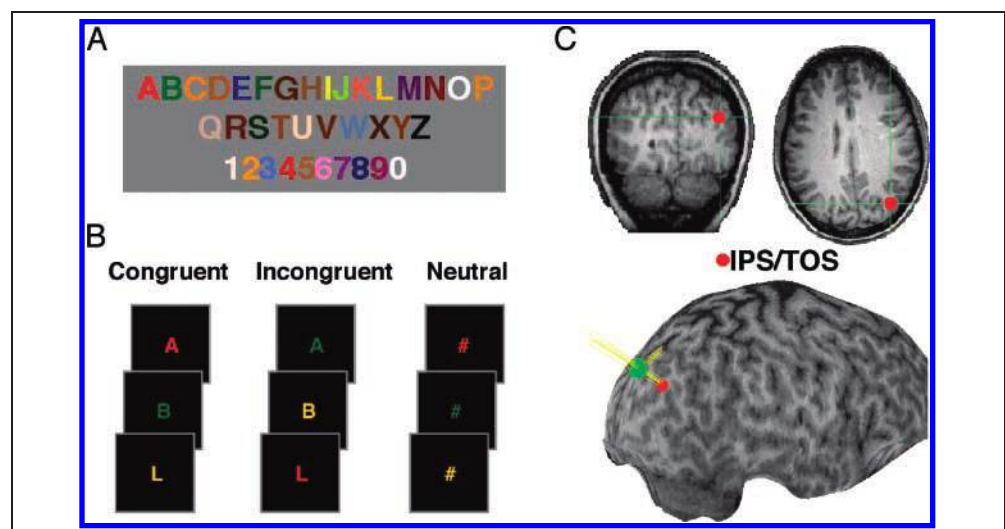 A
ABCDEFGHIJKLMNOP
QRSTUVWXYZ
1234567890
B
Congruent Incongruent Neutral
A A #
B B #
L L #
C
IPS/TOS